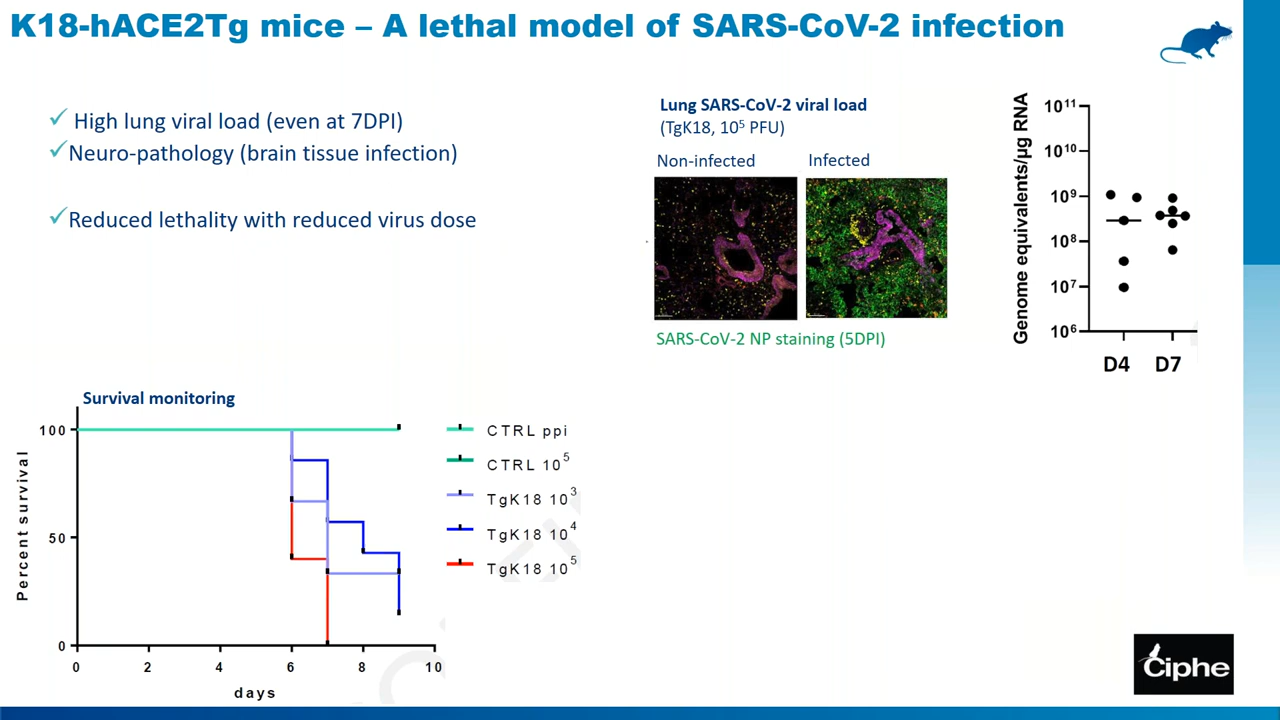 K18-hACE2Tg mice – A lethal model of SARS-CoV-2 infection
✓ High lung viral load (even at 7DPI)
✓Neuro-pathology (brain tissue infection)
✓Reduced lethality with reduced virus dose
Lung SARS-CoV-2 viral load
(TgK18, 10⁵ PFU)
Non-infected
Infected
SARS-CoV-2 NP staining (5DPI)
Genome equivalents/µg RNA
10¹¹
10¹⁰
10⁹
10⁸
10⁷
10⁶
D4 D7
Survival monitoring
Percent survival
100
50
0
0 2 4 6 8 10
days
CTRL ppi
CTRL 10⁵
TgK18 10³
TgK18 10⁴
TgK18 10⁵
Ciphe